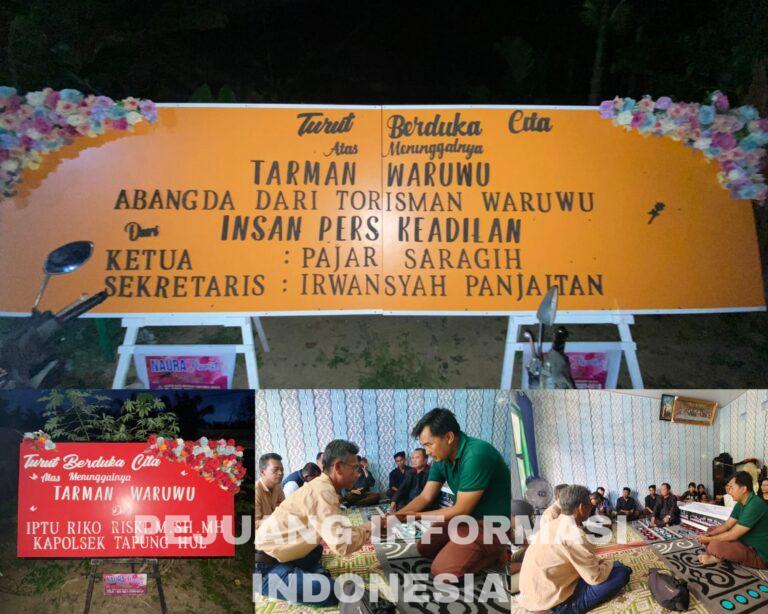 Turut Berduka Cita
Atas Meninggalnya
TARMAN WARUWU
ABANGDA DARI TORISMAN WARUWU
Dari INSAN PERS KEADILAN
KETUA : PAJAR SARAGIH
SEKRETARIS : IRWANSYAH PANJAITAN
NAURA
Turut Berduka Cita
Atas Meninggalnya
TARMAN WARUWU
IPTU RIKO RISKI.M,SH,MH
KAPOLSEK TAPUNG HUL
NAURA
PEJUANG INFORMASI
INDONESIA